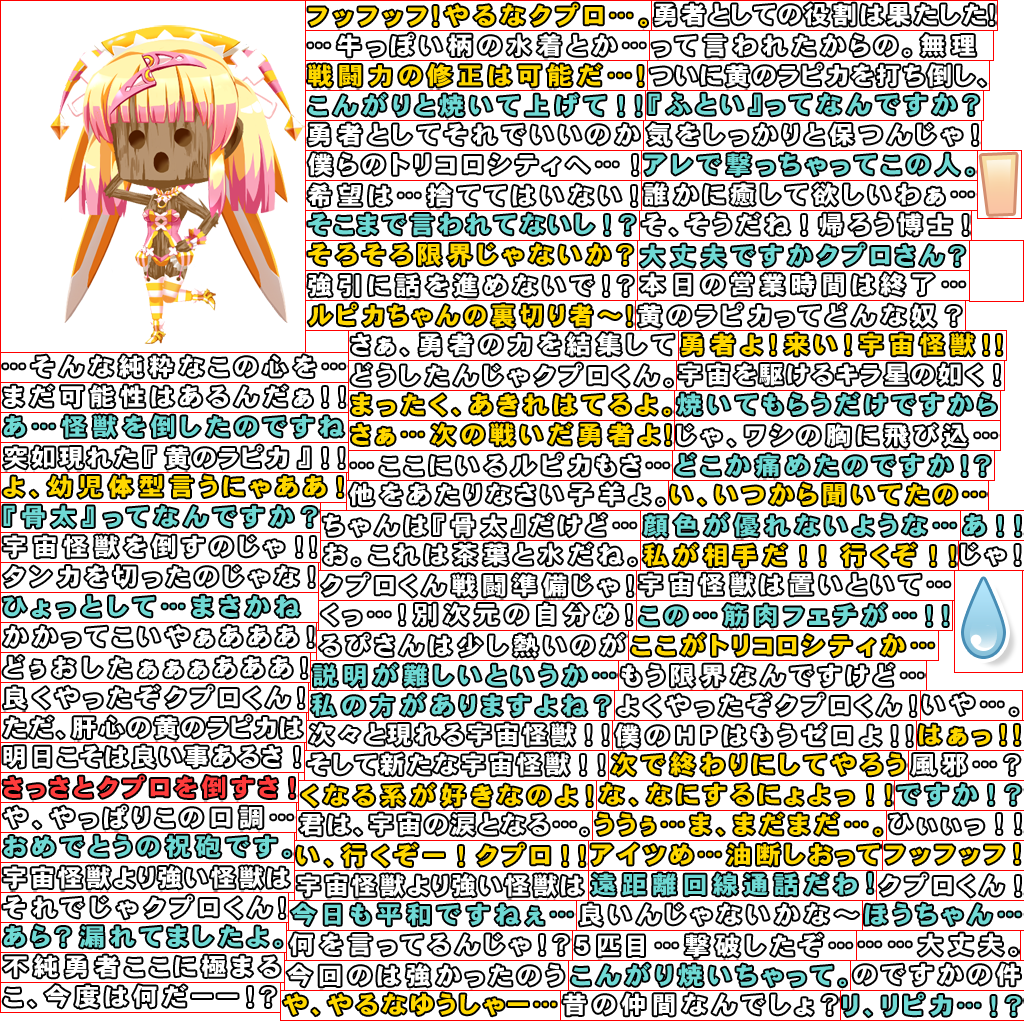 フッフッフ!やるなクプロ…。
勇者としての役割は果たした!
…牛っぽい柄の水着とか…
って言われたからの。無理
戦闘力の修正は可能だ…!
ついに黄のラピカを打ち倒し、
こんがりと焼いて上げて!!
『ふとい』ってなんですか?
勇者としてそれでいいのか
気をしっかりと保つんじゃ!
僕らのトリコロシティへ…!
アレで撃っちゃってこの人。
希望は…捨ててはいない!
誰かに癒して欲しいわぁ…
そこまで言われてないし!?
そ、そうだね!帰ろう博士!
そろそろ限界じゃないか?
大丈夫ですかクプロさん?
強引に話を進めないで!?
本日の営業時間は終了…
ルピカちゃんの裏切り者〜!
黄のラピカってどんな奴?
さぁ、勇者の力を結集して
勇者よ!来い!宇宙怪獣!!
…そんな純粋なこの心を…
どうしたんじゃクプロくん。
宇宙を駆けるキラ星の如く!
まだ可能性はあるんだぁ!!
まったく、あきれはてるよ。
焼いてもらうだけですから
あ…怪獣を倒したのですね
さぁ…次の戦いだ勇者よ!
じゃ、ワシの胸に飛び込…
突如現れた『黄のラピカ』!!
…ここにいるルピカもさ…
どこか痛めたのですか!?
よ、幼児体型言うにゃああ!
他をあたりなさい子羊よ。
い、いつから聞いてたの…
『骨太』ってなんですか?
ちゃんは『骨太』だけど…
顔色が優れないような…
あ!!
宇宙怪獣を倒すのじゃ!!
お。これは茶葉と水だね。
私が相手だ!!行くぞ!!
じゃ!
タンカを切ったのじゃな!
クプロくん戦闘準備じゃ!
宇宙怪獣は置いといて…
ひょっとして…まさかね
くっ…!別次元の自分め!
この…筋肉フェチが…!!
かかってこいやぁあああ!
るぴさんは少し熱いのが
ここがトリコロシティか…
どぅおしたぁぁぁあああ!
説明が難しいというか…
もう限界なんですけど…
良くやったぞクプロくん!
私の方がありますよね?
よくやったぞクプロくん!
いや…。
ただ、肝心の黄のラピカは
次々と現れる宇宙怪獣!!
僕のHPはもうゼロよ!!
はぁっ!!
明日こそは良い事あるさ!
そして新たな宇宙怪獣!!
次で終わりにしてやろう
風邪…?
さっさとクプロを倒すさ!
くなる系が好きなのよ!
な、なにするにょよっ!!
ですか!?
や、やっぱりこの口調…
君は、宇宙の涙となる…。
ううぅ…ま、まだまだ…。
ひぃぃっ!!
おめでとうの祝砲です。
い、行くぞー!クプロ!!
アイツめ…油断しおって
フッフッフ!
宇宙怪獣より強い怪獣は
宇宙怪獣より強い怪獣は
遠距離回線通話だわ!
クプロくん!
それでじゃクプロくん!
今日も平和ですねぇ…
良いんじゃないかな〜
ほうちゃん…
あら?漏れてましたよ。
何を言ってるんじゃ!?
5匹目…撃破したぞ…
……大丈夫。
不純勇者ここに極まる
今回のは強かったのう
こんがり焼いちゃって。
のですかの件
こ、今度は何だーー!?
や、やるなゆうしゃー…
昔の仲間なんでしょ?
リ、リピカ…!?